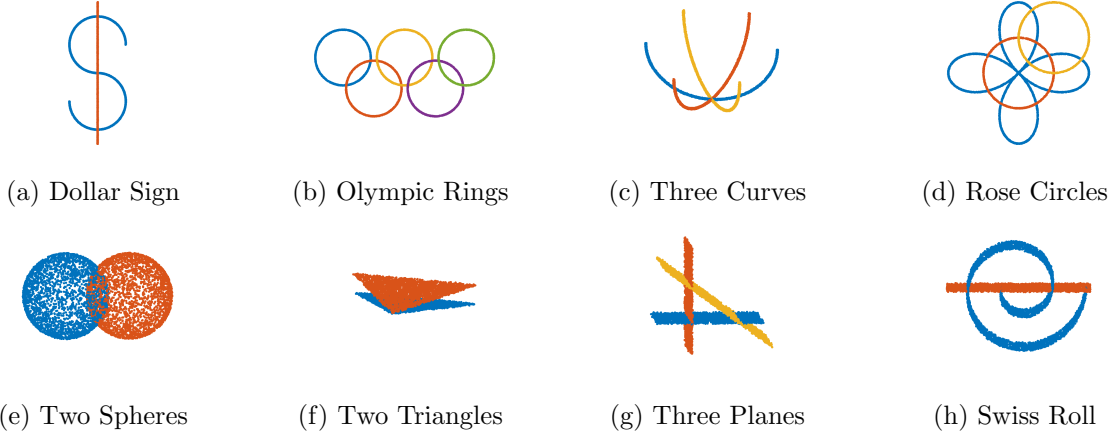 (a) Dollar Sign
(b) Olympic Rings
(c) Three Curves
(d) Rose Circles
(e) Two Spheres
(f) Two Triangles
(g) Three Planes
(h) Swiss Roll